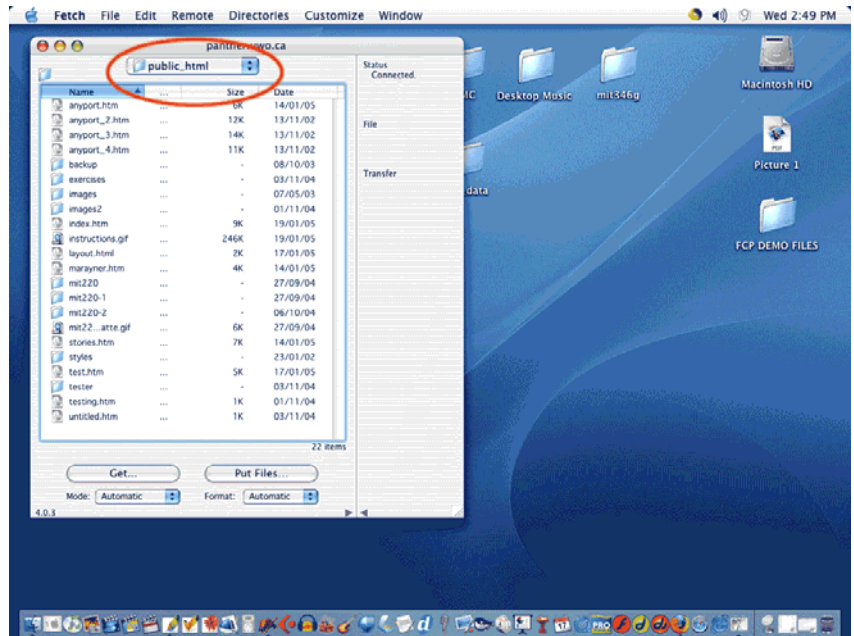 Fetch File Edit Remote Directories Customize Window Wed 2:49 PM
public_html
Name ... Size Date
anyport.htm ... 6K 14/01/05
anyport_2.htm ... 12K 13/11/02
anyport_3.htm ... 14K 13/11/02
anyport_4.htm ... 11K 13/11/02
backup ... - 08/10/03
exercises ... - 03/11/04
images ... - 07/05/03
images2 ... - 01/11/04
index.htm ... 9K 19/01/05
instructions.gif ... 246K 19/01/05
layout.html ... 2K 17/01/05
marayner.htm ... 4K 14/01/05
mit220 ... - 27/09/04
mit220-1 ... - 27/09/04
mit220-2 ... - 06/10/04
mit22...atte.gif ... 6K 27/09/04
stories.htm ... 7K 14/01/05
styles ... - 23/01/02
test.htm ... 5K 17/01/05
tester ... - 03/11/04
testing.htm ... 1K 01/11/04
untitled.htm ... 1K 03/11/04
22 items
Get... Put Files...
Mode: Automatic Format: Automatic
4.0.3
Status
Connected.
File
Transfer
Desktop Music
mit346g
_data
Macintosh HD
PDF
Picture 1
FCP DEMO FILES
17
PRO